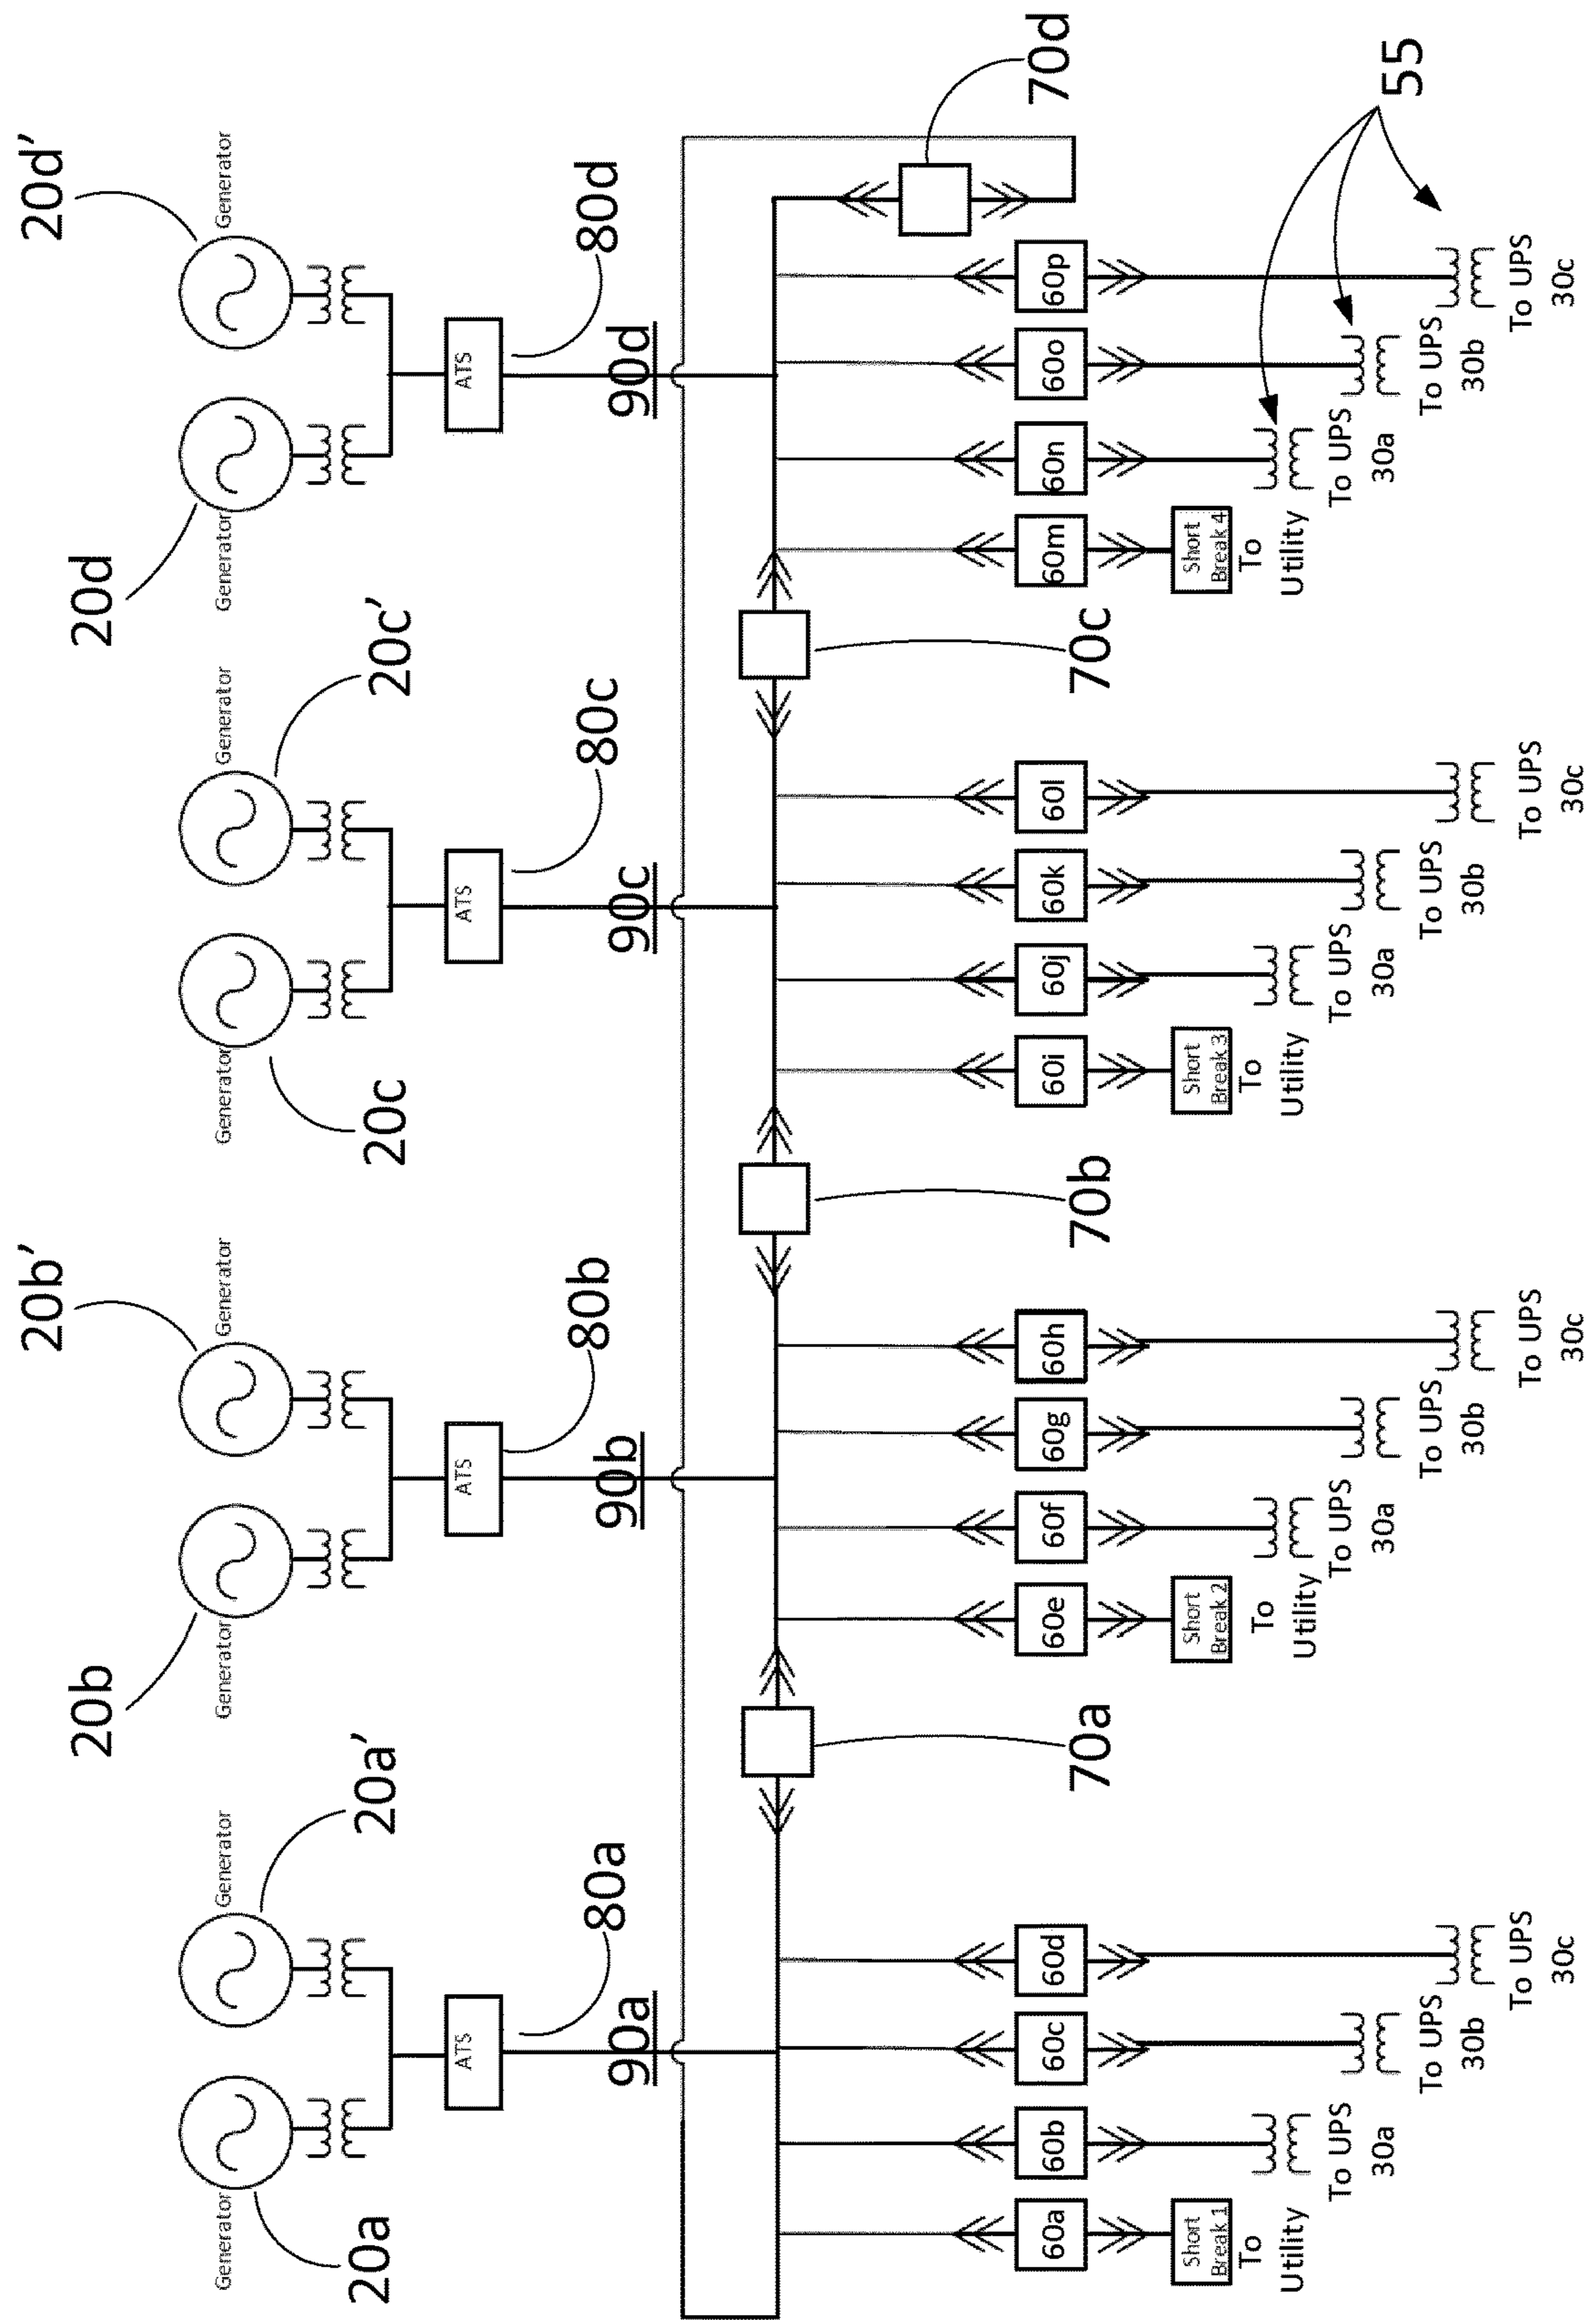 20a
20a’
20b
20b’
20c
20c’
20d
20d’
Generator
Generator
Generator
Generator
Generator
Generator
Generator
Generator
ATS
ATS
ATS
ATS
80a
80b
80c
80d
90a
90b
90c
90d
70a
70b
70c
70d
60a
60b
60c
60d
60e
60f
60g
60h
60i
60j
60k
60l
60m
60n
60o
60p
55
Short
Break 1
To
Utility
To UPS
30a
To UPS
30b
To UPS
30c
Short
Break 2
To
Utility
To UPS
30a
To UPS
30b
To UPS
30c
Short
Break 3
To
Utility
To UPS
30a
To UPS
30b
To UPS
30c
Short
Break 4
To
Utility
To UPS
30a
To UPS
30b
To UPS
30c